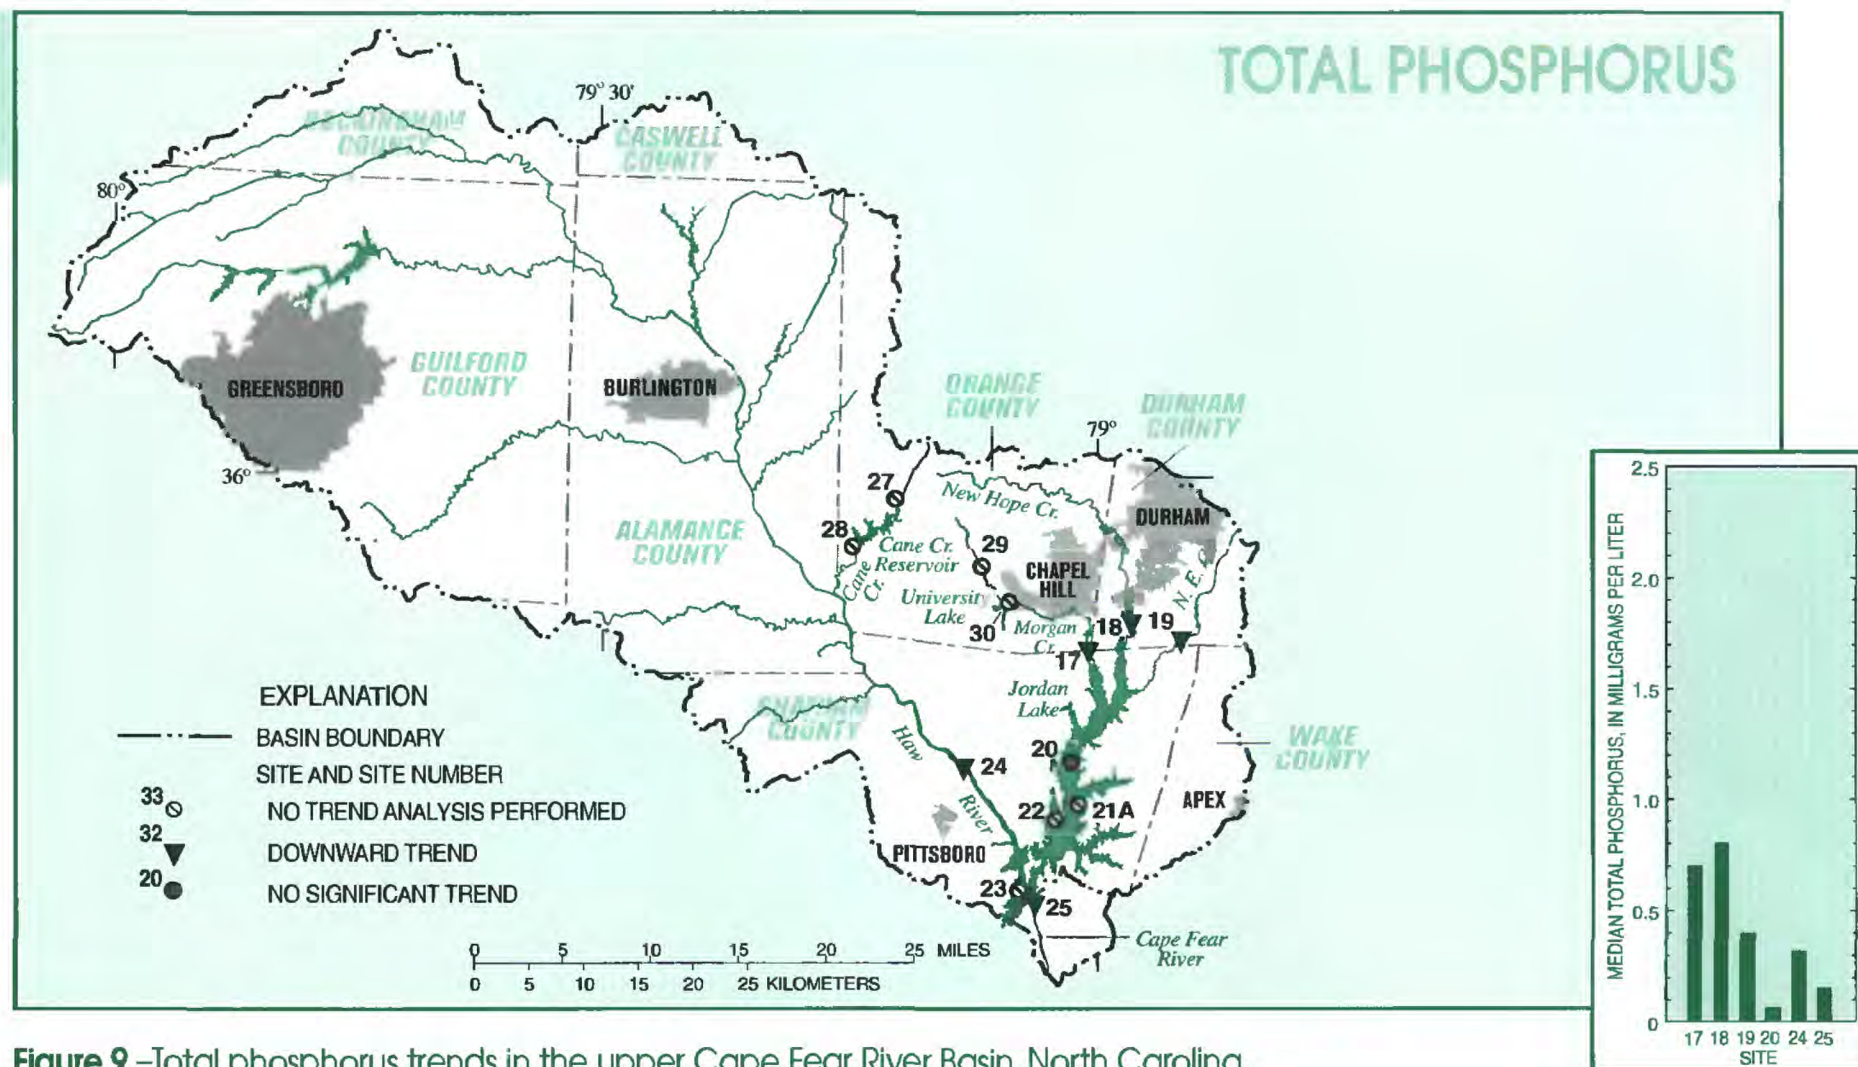 TOTAL PHOSPHORUS
79° 30'
80°
ROCKINGHAM
COUNTY
CASWELL
COUNTY
GUILFORD
COUNTY
GREENSBORO
BURLINGTON
36°
ORANGE
COUNTY
DURHAM
COUNTY
79°
27
New Hope Cr.
DURHAM
ALAMANCE
COUNTY
28
Cane Cr.
Reservoir
Cane
Cr.
29
CHAPEL
HILL
University
Lake
30
Morgan
Cr.
N. E. C
18
19
17
Jordan
Lake
CHATHAM
COUNTY
Haw
River
WAKE
COUNTY
20
24
22
21A
APEX
PITTSBORO
23
25
Cape Fear
River
EXPLANATION
BASIN BOUNDARY
SITE AND SITE NUMBER
33 NO TREND ANALYSIS PERFORMED
32 DOWNWARD TREND
20 NO SIGNIFICANT TREND
0 5 10 15 20 25 MILES
0 5 10 15 20 25 KILOMETERS
MEDIAN TOTAL PHOSPHORUS, IN MILLIGRAMS PER LITER
2.5
2.0
1.5
1.0
0.5
0
17 18 19 20 24 25
SITE
Figure 9 –Total phosphorus trends in the upper Cape Fear River Basin, North Carolina